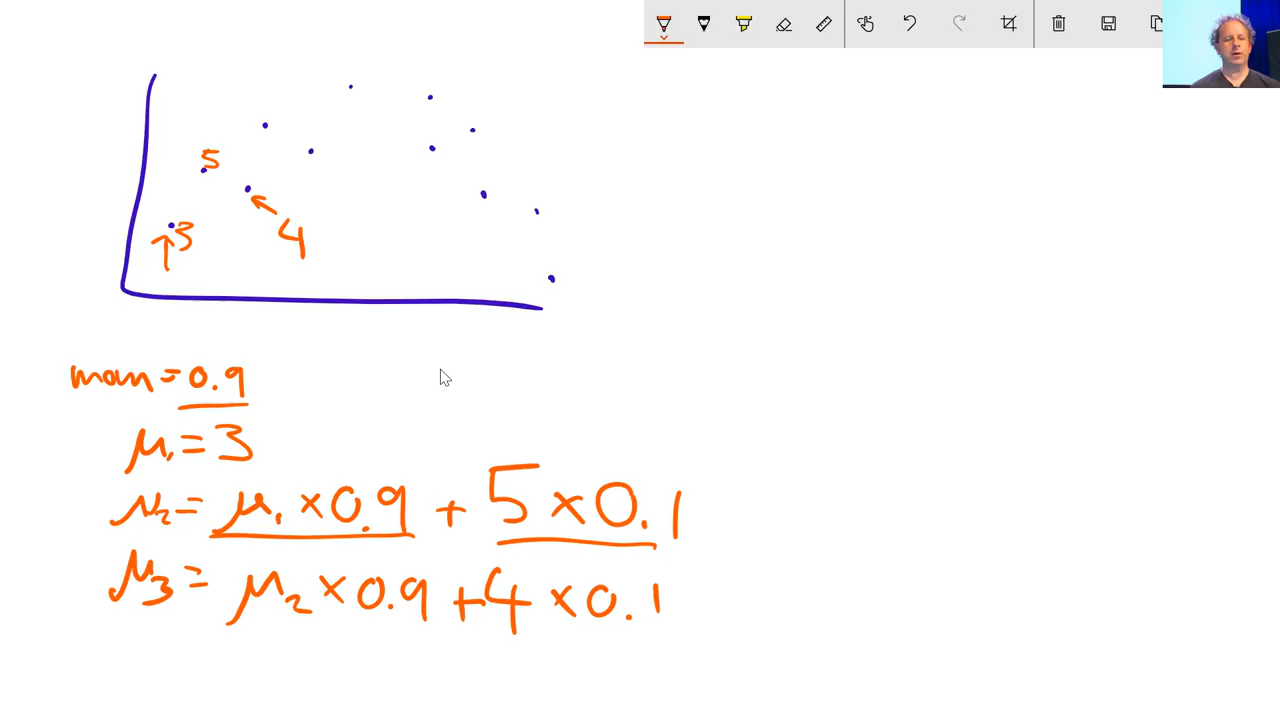 5
3
4
mom = 0.9
μ₁ = 3
μ₂ = μ₁ × 0.9 + 5 × 0.1
μ₃ = μ₂ × 0.9 + 4 × 0.1